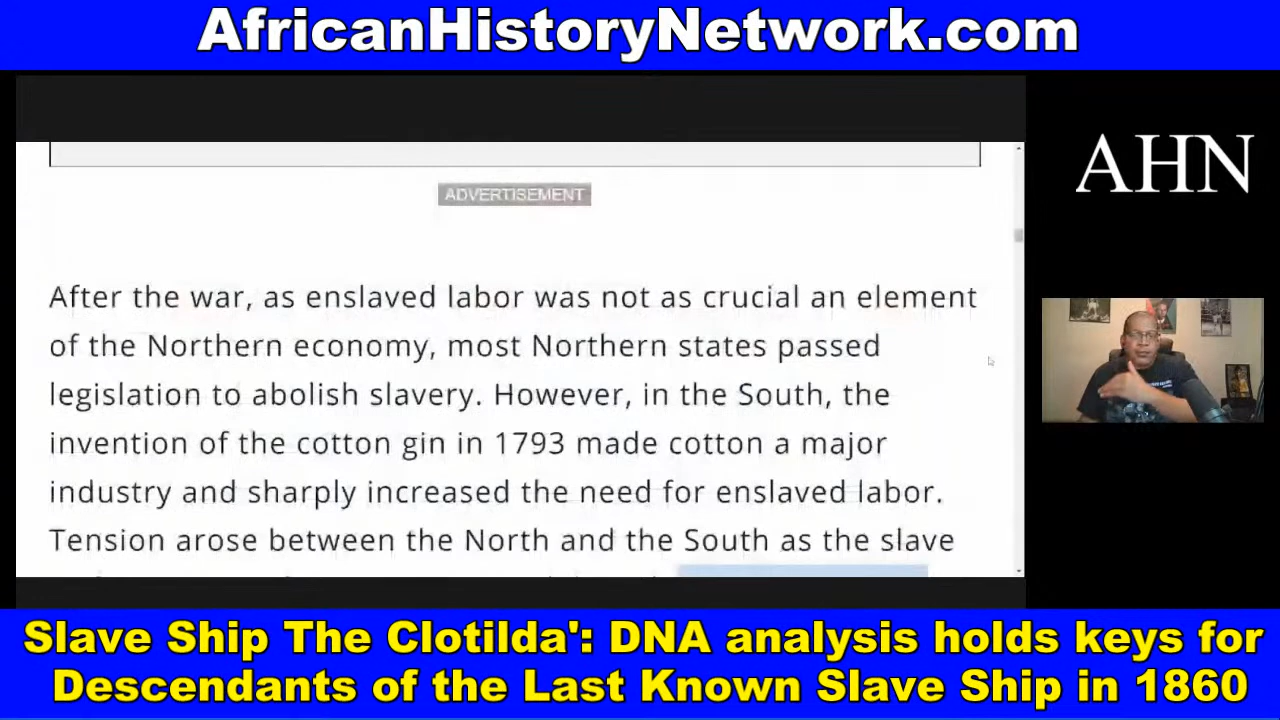 AfricanHistoryNetwork.com
ADVERTISEMENT
AHN
After the war, as enslaved labor was not as crucial an element
of the Northern economy, most Northern states passed
legislation to abolish slavery. However, in the South, the
invention of the cotton gin in 1793 made cotton a major
industry and sharply increased the need for enslaved labor.
Tension arose between the North and the South as the slave
Slave Ship The Clotilda': DNA analysis holds keys for
Descendants of the Last Known Slave Ship in 1860